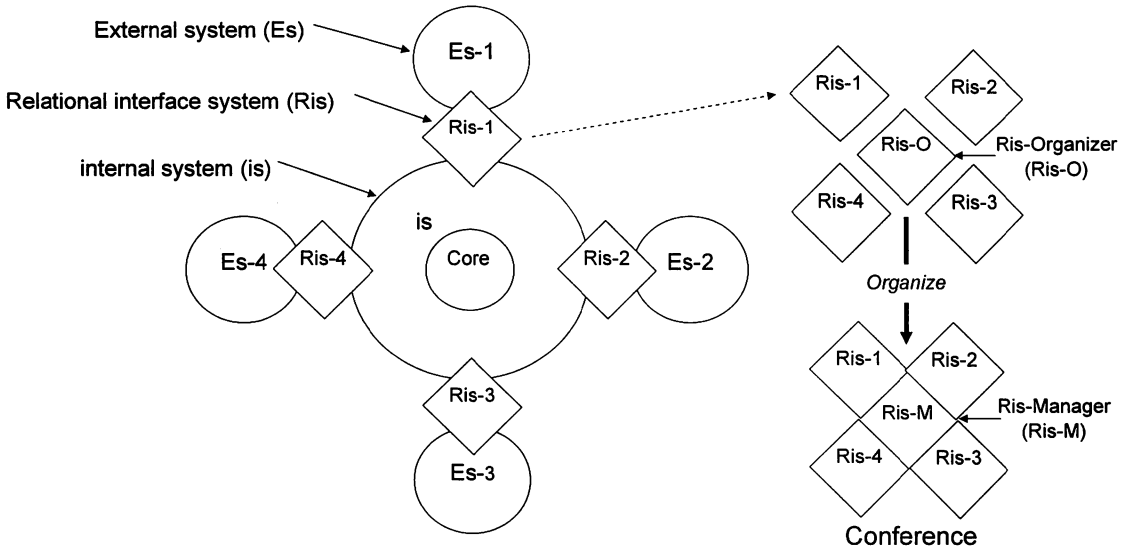 External system (Es)
Es-1
Relational interface system (Ris)
Ris-1
internal system (is)
is
Core
Es-4
Ris-4
Ris-2
Es-2
Ris-3
Es-3
Ris-1
Ris-2
Ris-O
Ris-Organizer
(Ris-O)
Ris-4
Ris-3
Organize
Ris-1
Ris-2
Ris-M
Ris-Manager
(Ris-M)
Ris-4
Ris-3
Conference